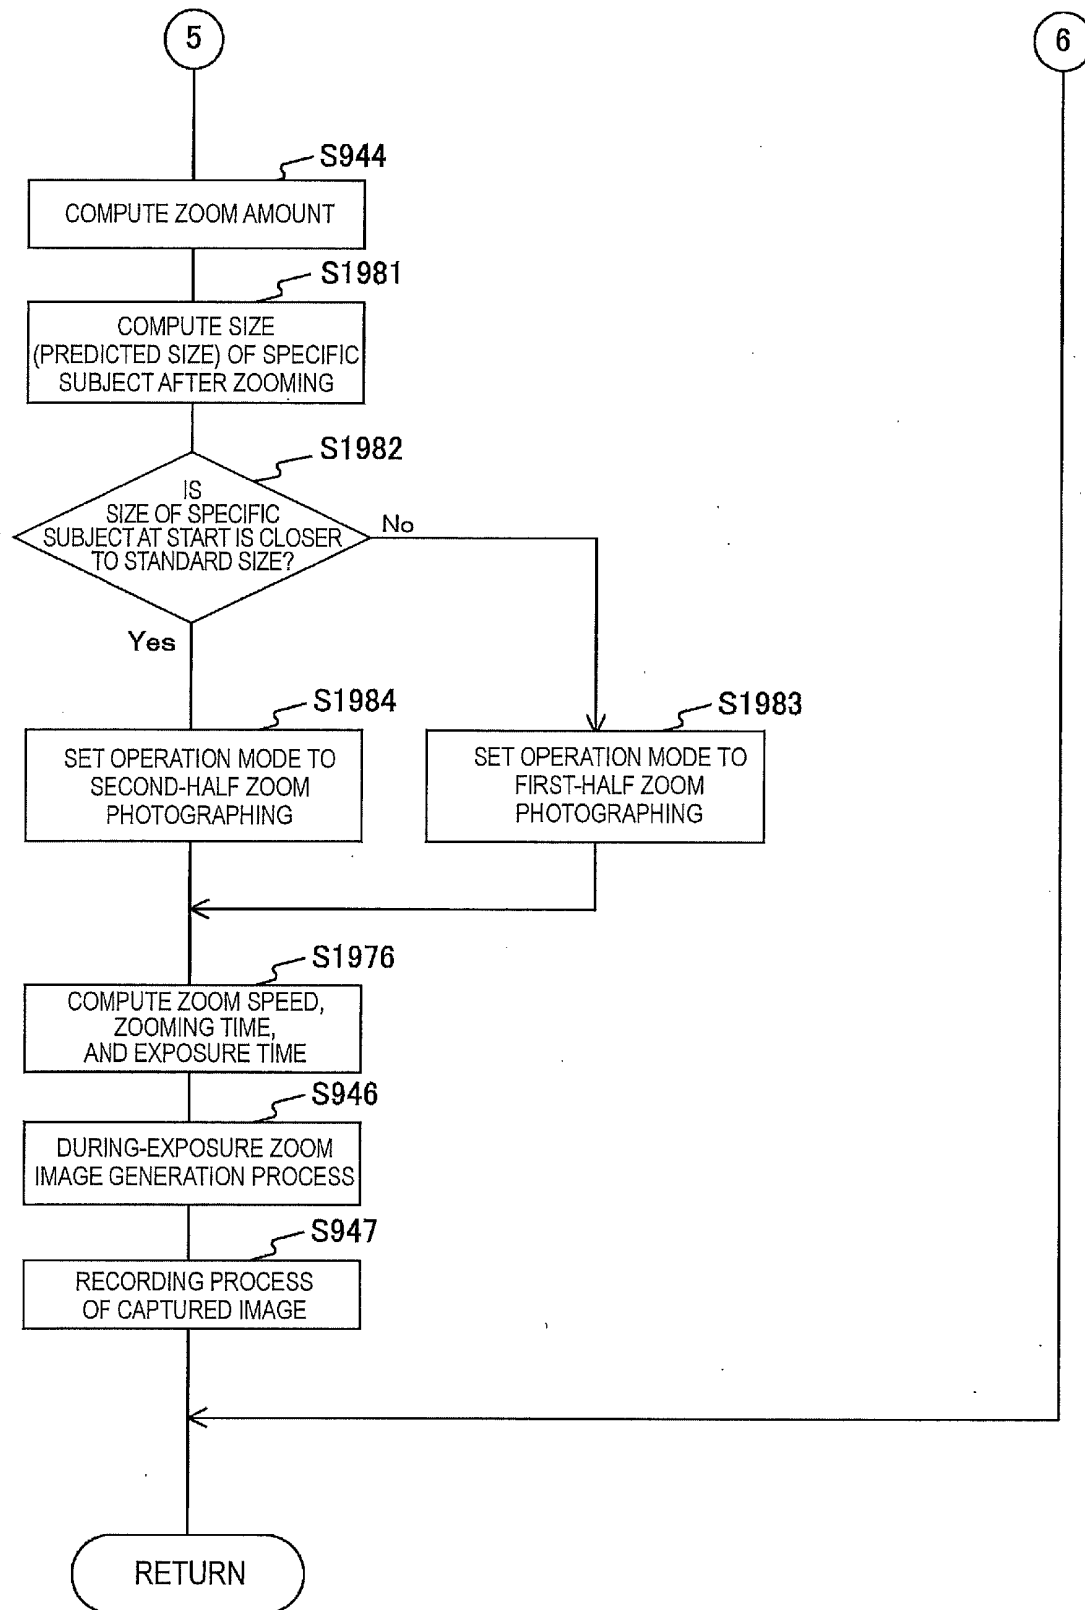 5
6
S944
COMPUTE ZOOM AMOUNT
S1981
COMPUTE SIZE
(PREDICTED SIZE) OF SPECIFIC
SUBJECT AFTER ZOOMING
S1982
IS
SIZE OF SPECIFIC
SUBJECT AT START IS CLOSER
TO STANDARD SIZE?
No
Yes
S1984
SET OPERATION MODE TO
SECOND-HALF ZOOM
PHOTOGRAPHING
S1983
SET OPERATION MODE TO
FIRST-HALF ZOOM
PHOTOGRAPHING
S1976
COMPUTE ZOOM SPEED,
ZOOMING TIME,
AND EXPOSURE TIME
S946
DURING-EXPOSURE ZOOM
IMAGE GENERATION PROCESS
S947
RECORDING PROCESS
OF CAPTURED IMAGE
RETURN